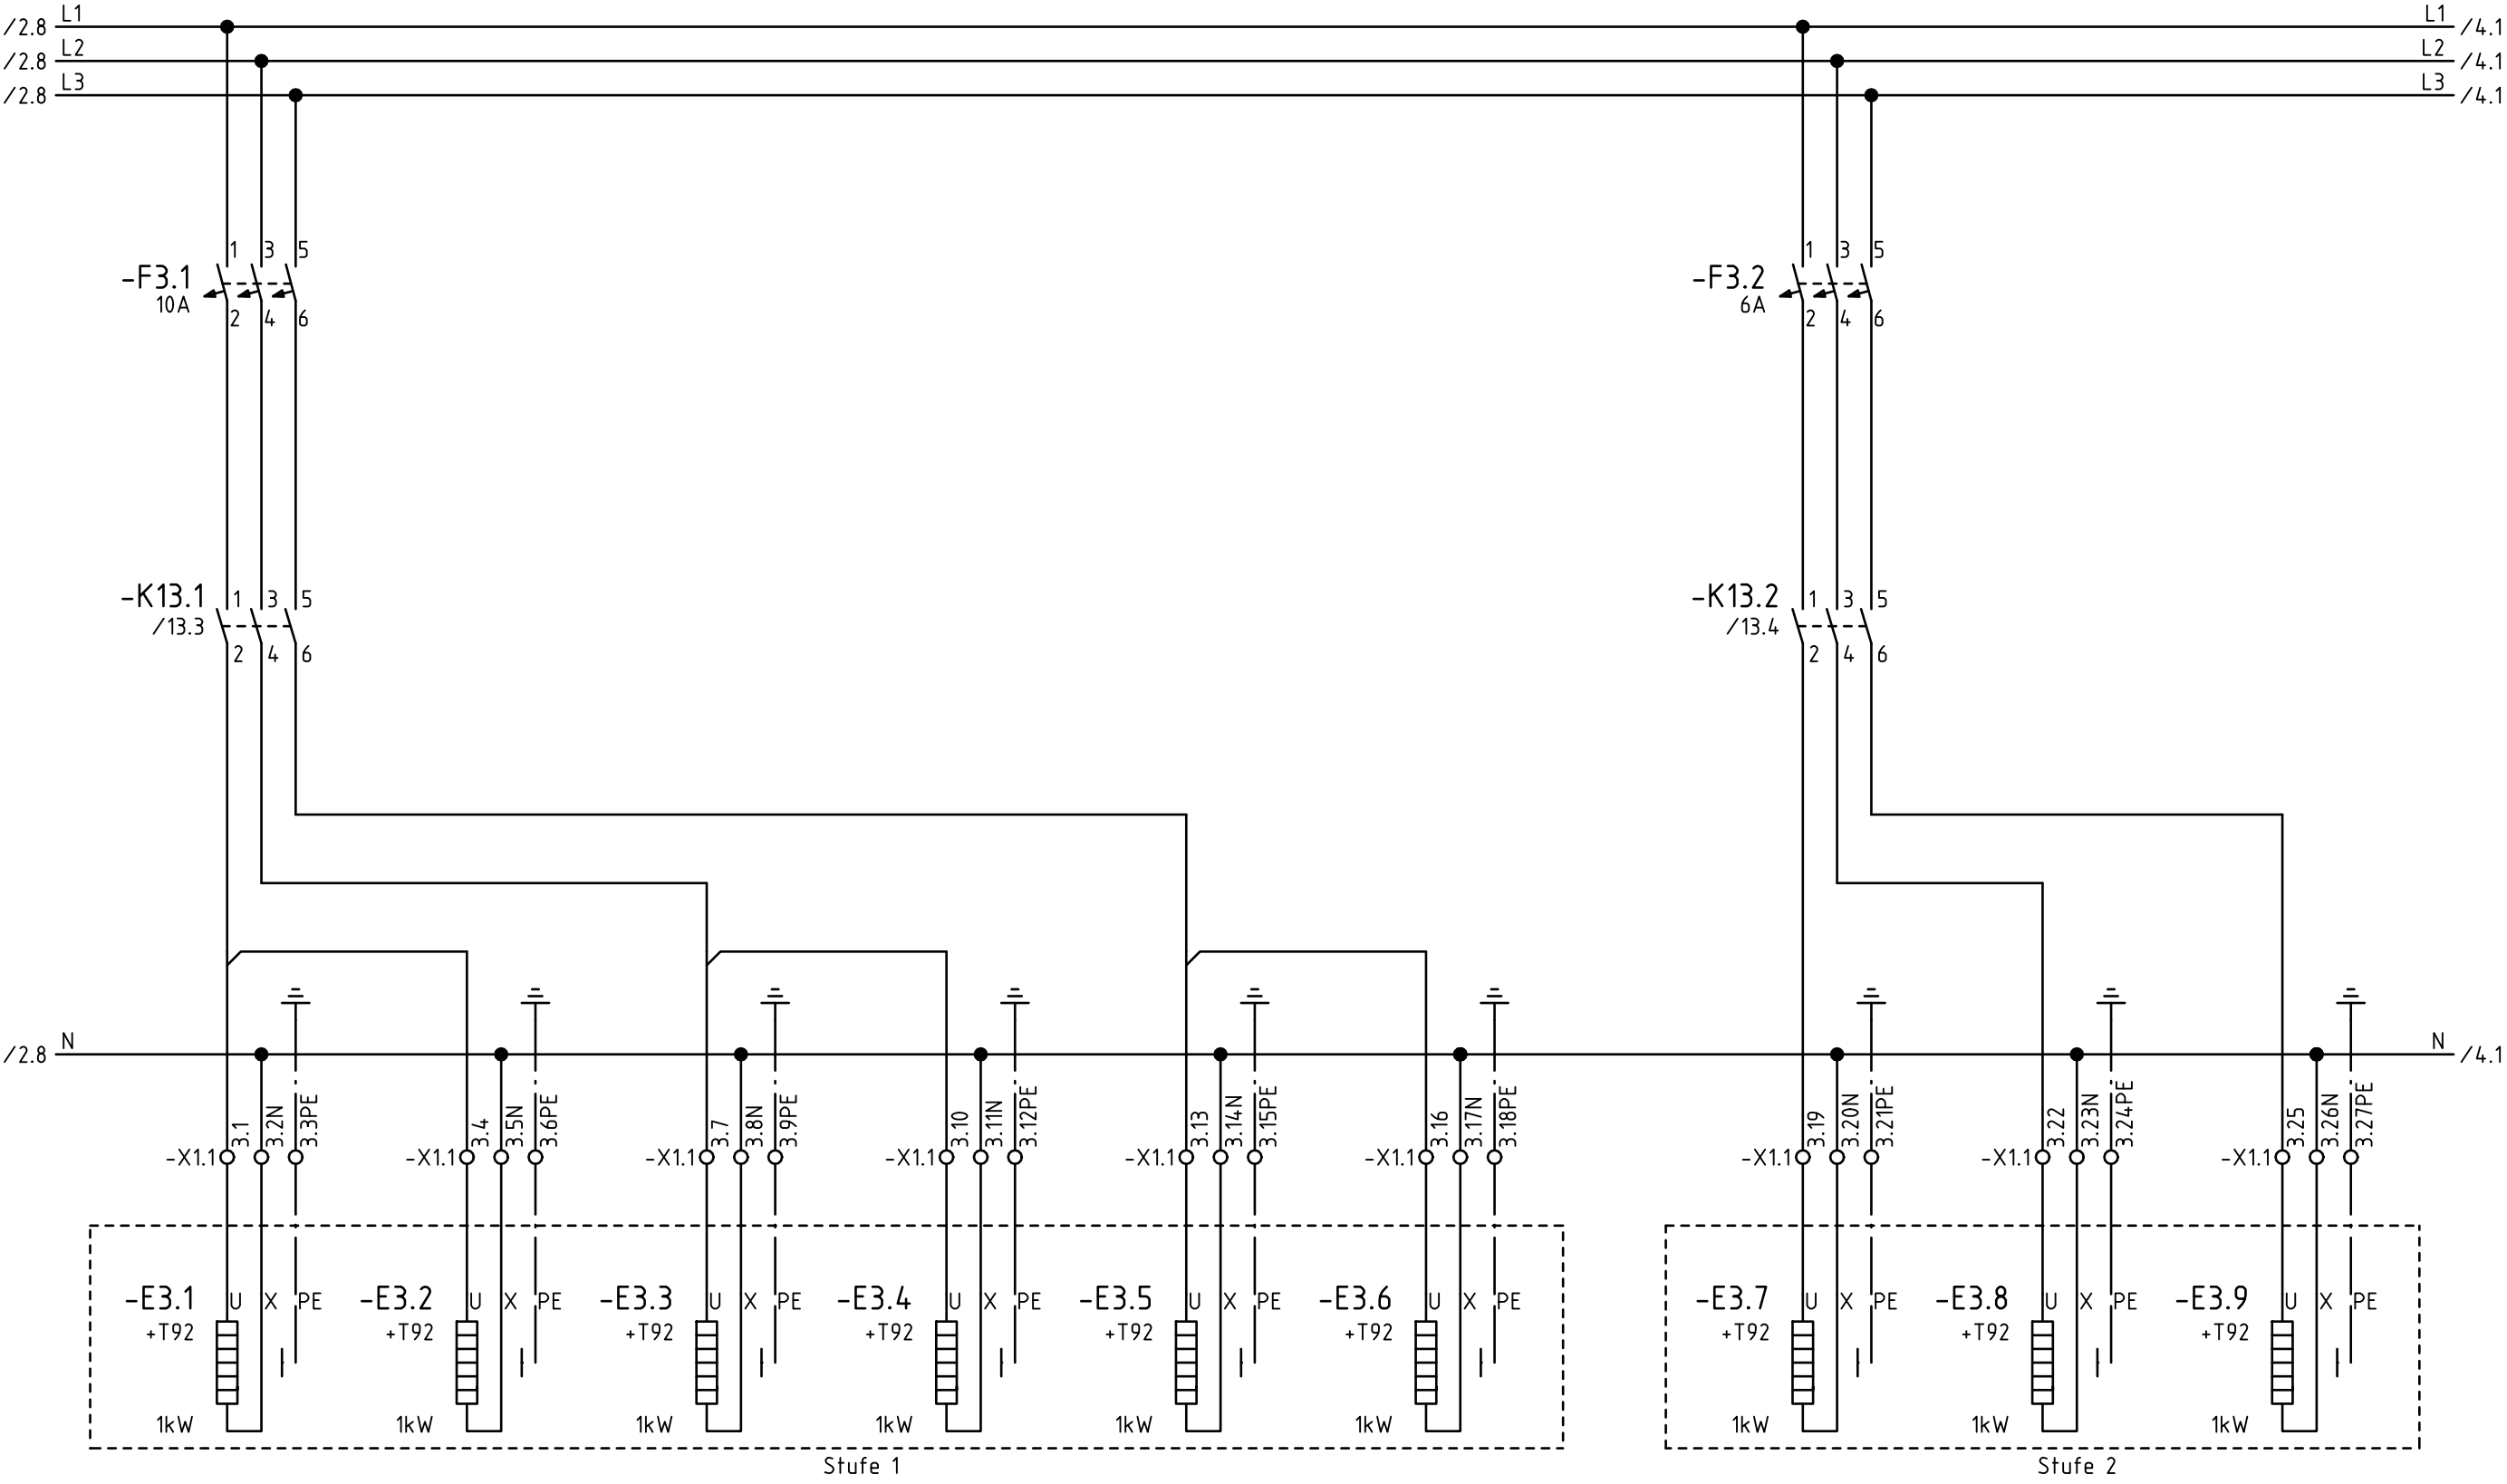 L1 L1
/2.8 /4.1
L2 L2
/2.8 /4.1
L3 L3
/2.8 /4.1
1 3 5 1 3 5
-F3.1 -F3.2
10A 6A
2 4 6 2 4 6
-K13.1 1 3 5 -K13.2 1 3 5
/13.3 /13.4
2 4 6 2 4 6
N N
/2.8 /4.1
3.1 3.2N 3.3PE 3.4 3.5N 3.6PE 3.7 3.8N 3.9PE 3.10 3.11N 3.12PE 3.13 3.14N 3.15PE 3.16 3.17N 3.18PE 3.19 3.20N 3.21PE 3.22 3.23N 3.24PE 3.25 3.26N 3.27PE
-X1.1 -X1.1 -X1.1 -X1.1 -X1.1 -X1.1 -X1.1 -X1.1 -X1.1
-E3.1 U X PE -E3.2 U X PE -E3.3 U X PE -E3.4 U X PE -E3.5 U X PE -E3.6 U X PE -E3.7 U X PE -E3.8 U X PE -E3.9 U X PE
+T92 +T92 +T92 +T92 +T92 +T92 +T92 +T92 +T92
1kW 1kW 1kW 1kW 1kW 1kW 1kW 1kW 1kW
Stufe 1 Stufe 2